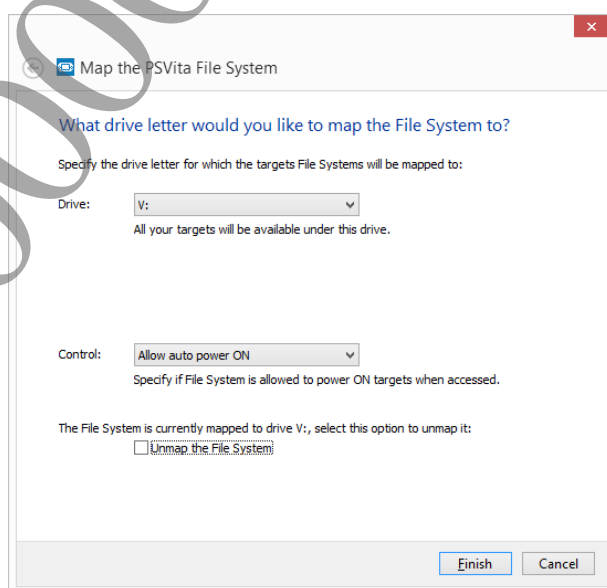 Map the PSVita File System
What drive letter would you like to map the File System to?
Specify the drive letter for which the targets File Systems will be mapped to:
Drive:
V:
All your targets will be available under this drive.
Control:
Allow auto power ON
Specify if File System is allowed to power ON targets when accessed.
The File System is currently mapped to drive V:, select this option to unmap it:
Unmap the File System
Finish
Cancel